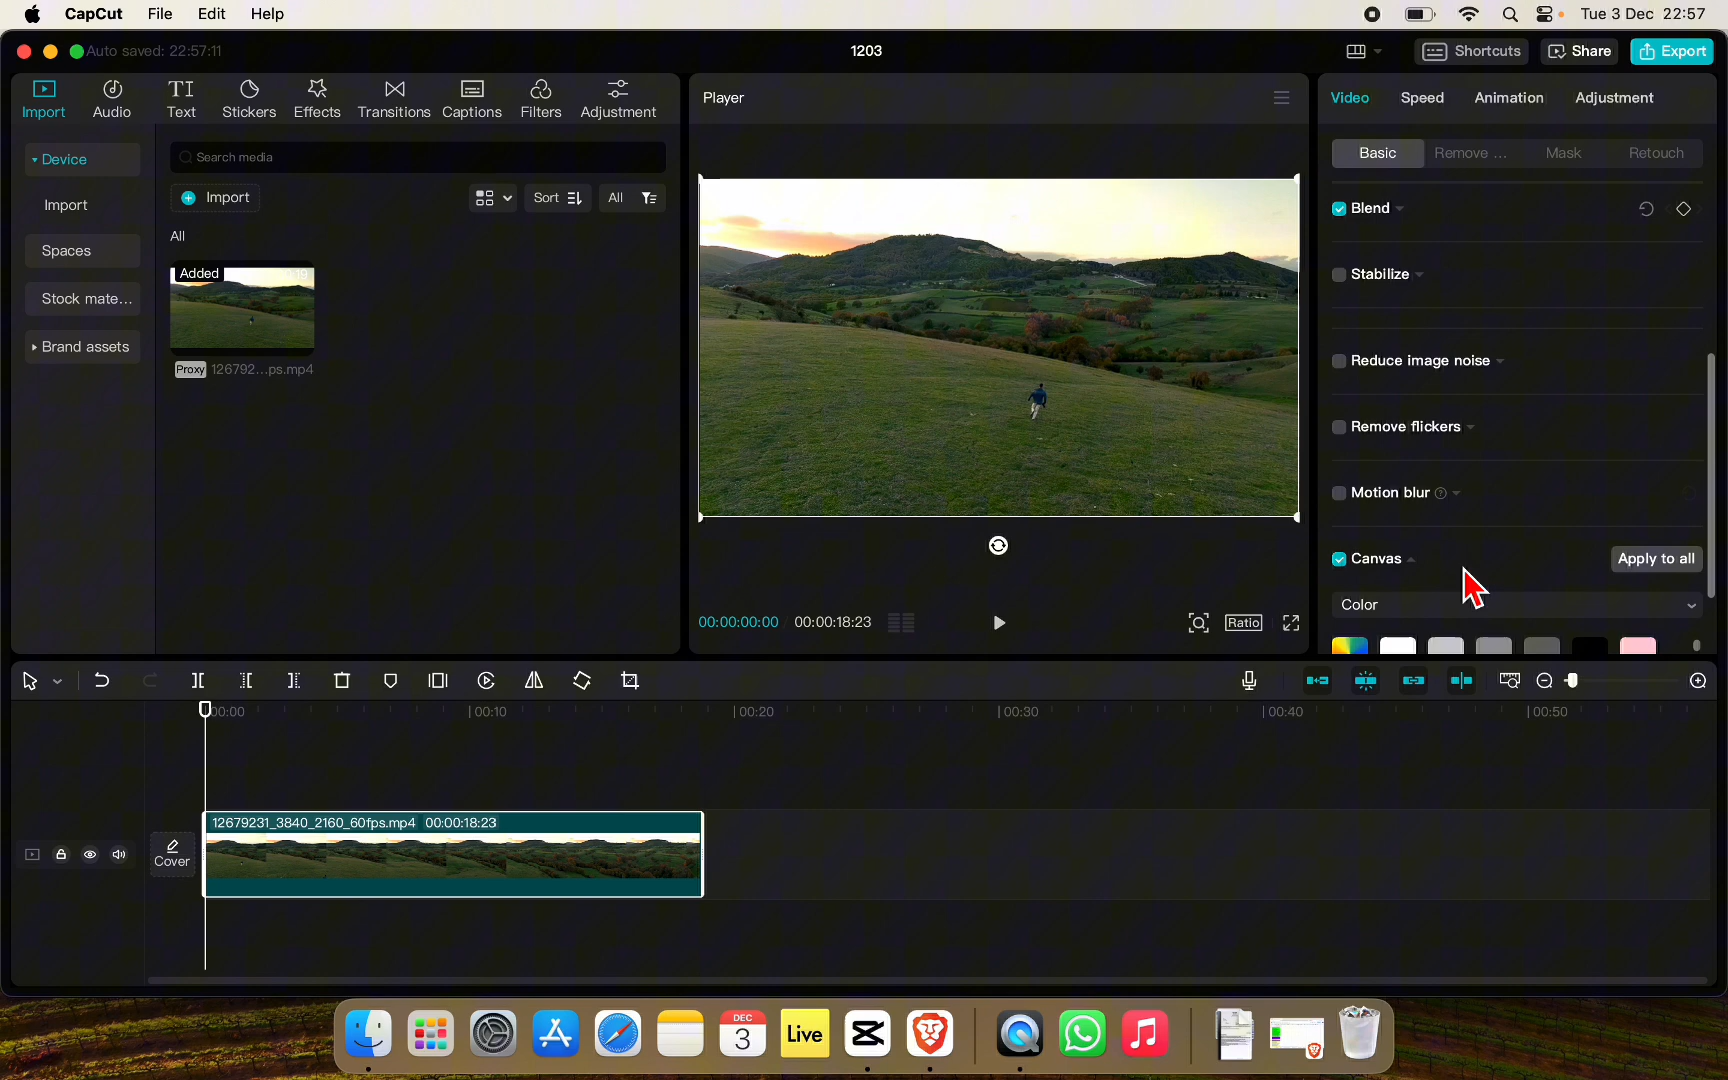 CapCut File Edit Help Tue 3 Dec 22:57
Auto saved: 22:57:11 1203 Shortcuts Share Export
Import Audio Text Stickers Effects Transitions Captions Filters Adjustment
TI
Player
Video Speed Animation Adjustment
Device
Import
Spaces
Stock mate...
Brand assets
Search media
Import Sort All
All
Added
Proxy 126792...ps.mp4
00:00:00:00 00:00:18:23 Ratio
Basic Remove ... Mask Retouch
Blend
Stabilize
Reduce image noise
Remove flickers
Motion blur
Canvas Apply to all
Color
00:00 00:10 00:20 00:30 00:40 00:50
12679231_3840_2160_60fps.mp4 00:00:18:23
Cover
DEC
3
Live